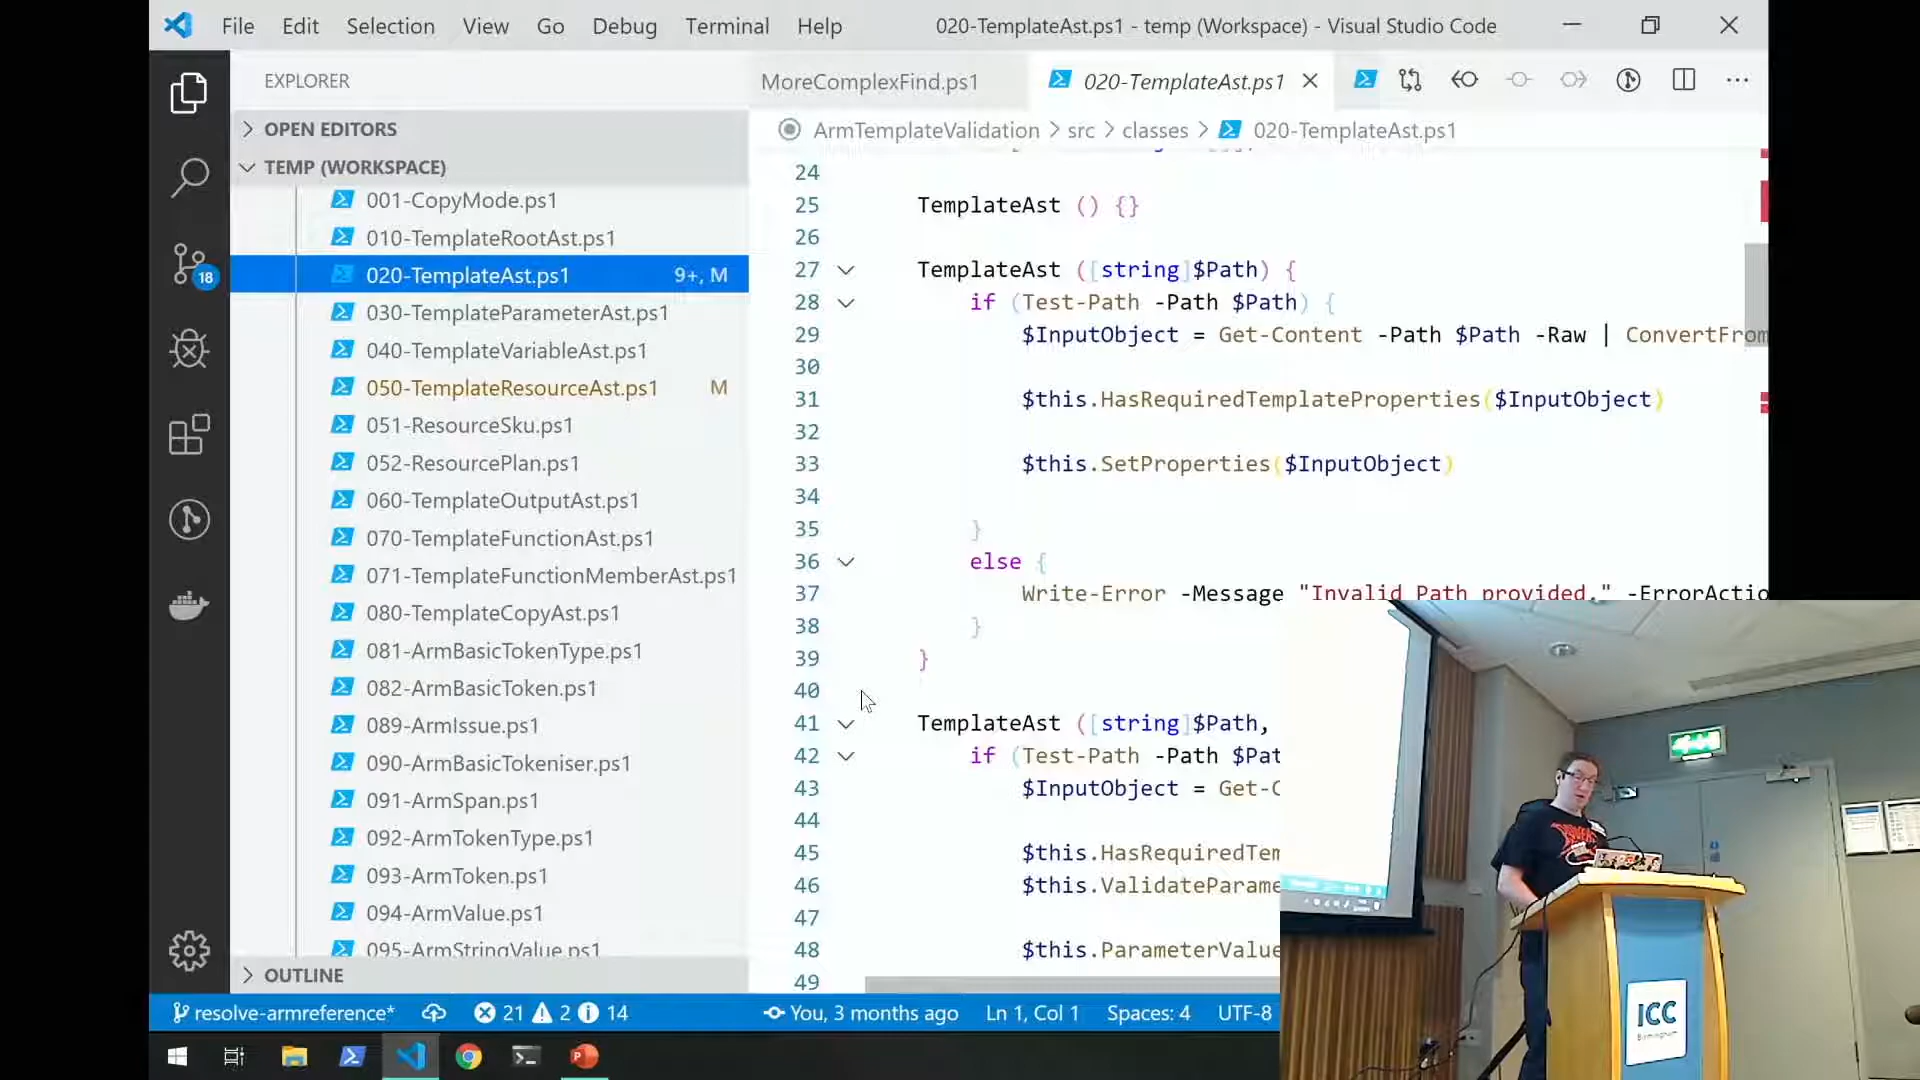 File Edit Selection View Go Debug Terminal Help 020-TemplateAst.ps1 - temp (Workspace) - Visual Studio Code
EXPLORER
MoreComplexFind.ps1
020-TemplateAst.ps1
OPEN EDITORS
ArmTemplateValidation > src > classes > 020-TemplateAst.ps1
TEMP (WORKSPACE)
001-CopyMode.ps1
010-TemplateRootAst.ps1
020-TemplateAst.ps1 9+, M
030-TemplateParameterAst.ps1
040-TemplateVariableAst.ps1
050-TemplateResourceAst.ps1 M
051-ResourceSku.ps1
052-ResourcePlan.ps1
060-TemplateOutputAst.ps1
070-TemplateFunctionAst.ps1
071-TemplateFunctionMemberAst.ps1
080-TemplateCopyAst.ps1
081-ArmBasicTokenType.ps1
082-ArmBasicToken.ps1
089-ArmIssue.ps1
090-ArmBasicTokeniser.ps1
091-ArmSpan.ps1
092-ArmTokenType.ps1
093-ArmToken.ps1
094-ArmValue.ps1
095-ArmStringValue.ps1
OUTLINE
18
24
25 TemplateAst () {}
26
27 TemplateAst ([string]$Path) {
28 if (Test-Path -Path $Path) {
29 $InputObject = Get-Content -Path $Path -Raw | ConvertFrom
30
31 $this.HasRequiredTemplateProperties($InputObject)
32
33 $this.SetProperties($InputObject)
34
35 }
36 else {
37 Write-Error -Message "Invalid Path provided." -ErrorActio
38 }
39 }
40
41 TemplateAst ([string]$Path,
42 if (Test-Path -Path $Pat
43 $InputObject = Get-C
44
45 $this.HasRequiredTem
46 $this.ValidateParame
47
48 $this.ParameterValue
49
resolve-armreference* 21 2 14 You, 3 months ago Ln 1, Col 1 Spaces: 4 UTF-8
ICC
Birmingham